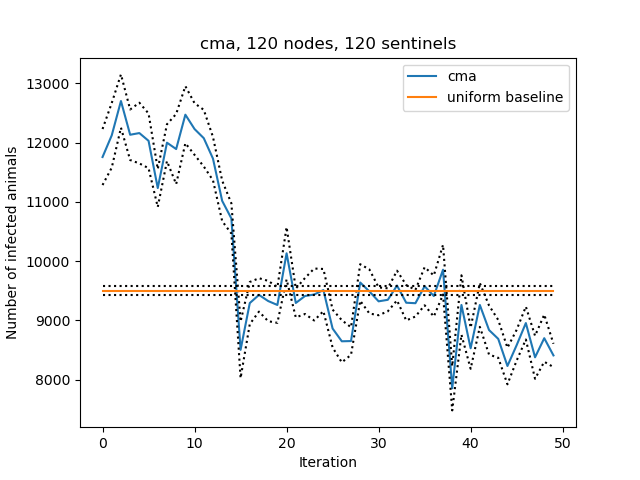 cma, 120 nodes, 120 sentinels
cma
uniform baseline
Number of infected animals
13000
12000
11000
10000
9000
8000
0 10 20 30 40 50
Iteration